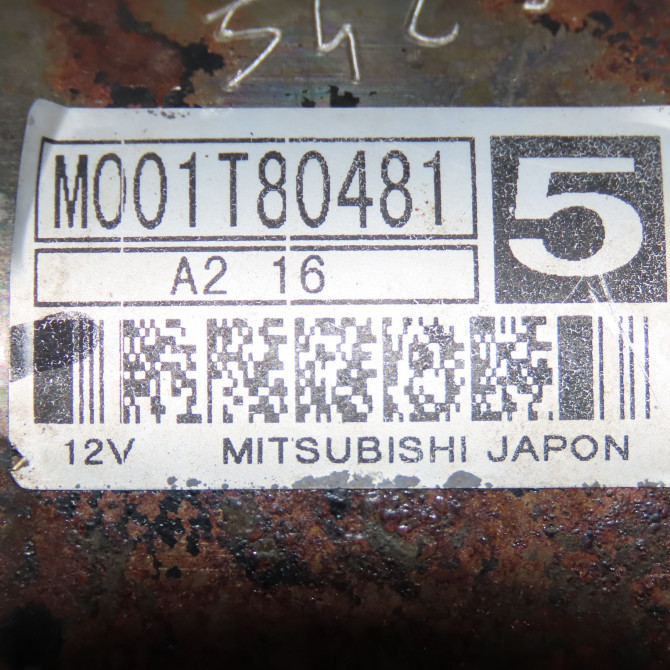 M001T80481
5
A2 16
12V MITSUBISHI JAPON